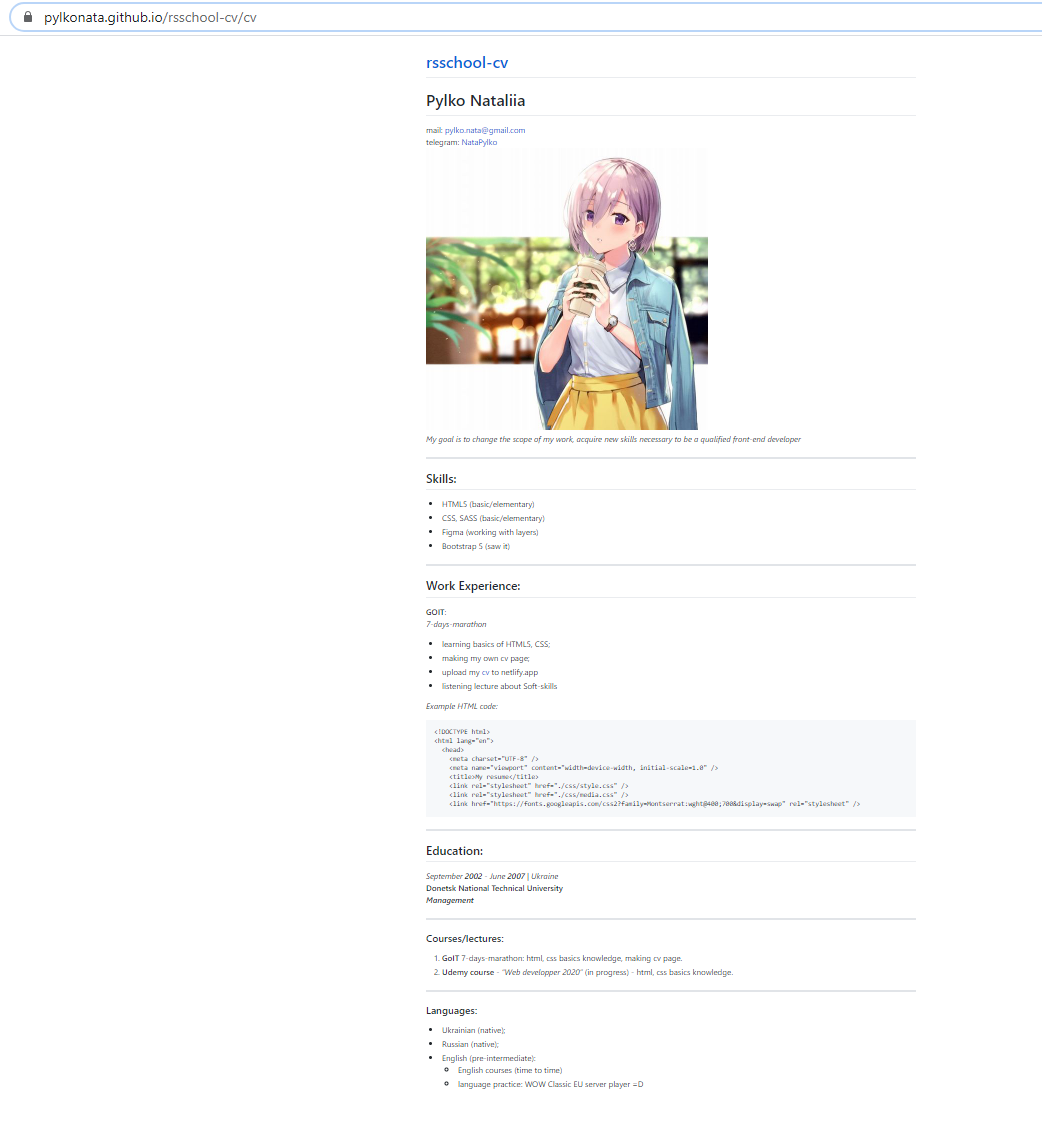 pylkonata.github.io/rsschool-cv/cv
rsschool-cv
Pylko Nataliia
mail: pylko.nata@gmail.com
telegram: NataPylko
My goal is to change the scope of my work, acquire new skills necessary to be a qualified front-end developer
Skills:
HTML5 (basic/elementary)
CSS, SASS (basic/elementary)
Figma (working with layers)
Bootstrap 5 (saw it)
Work Experience:
GOIT:
7-days-marathon
learning basics of HTML5, CSS;
making my own cv page;
upload my cv to netlify.app
listening lecture about Soft-skills
Example HTML code:
<!DOCTYPE html>
<html lang="en">
<head>
<meta charset="UTF-8" />
<meta name="viewport" content="width=device-width, initial-scale=1.0" />
<title>My resume</title>
<link rel="stylesheet" href="./css/style.css" />
<link rel="stylesheet" href="./css/media.css" />
<link href="https://fonts.googleapis.com/css2?family=Montserrat:wght@400;700&display=swap" rel="stylesheet" />
Education:
September 2002 - June 2007 | Ukraine
Donetsk National Technical University
Management
Courses/lectures:
1. GoIT 7-days-marathon: html, css basics knowledge, making cv page.
2. Udemy course - "Web developper 2020" (in progress) - html, css basics knowledge.
Languages:
Ukrainian (native);
Russian (native);
English (pre-intermediate):
English courses (time to time)
language practice: WOW Classic EU server player =D